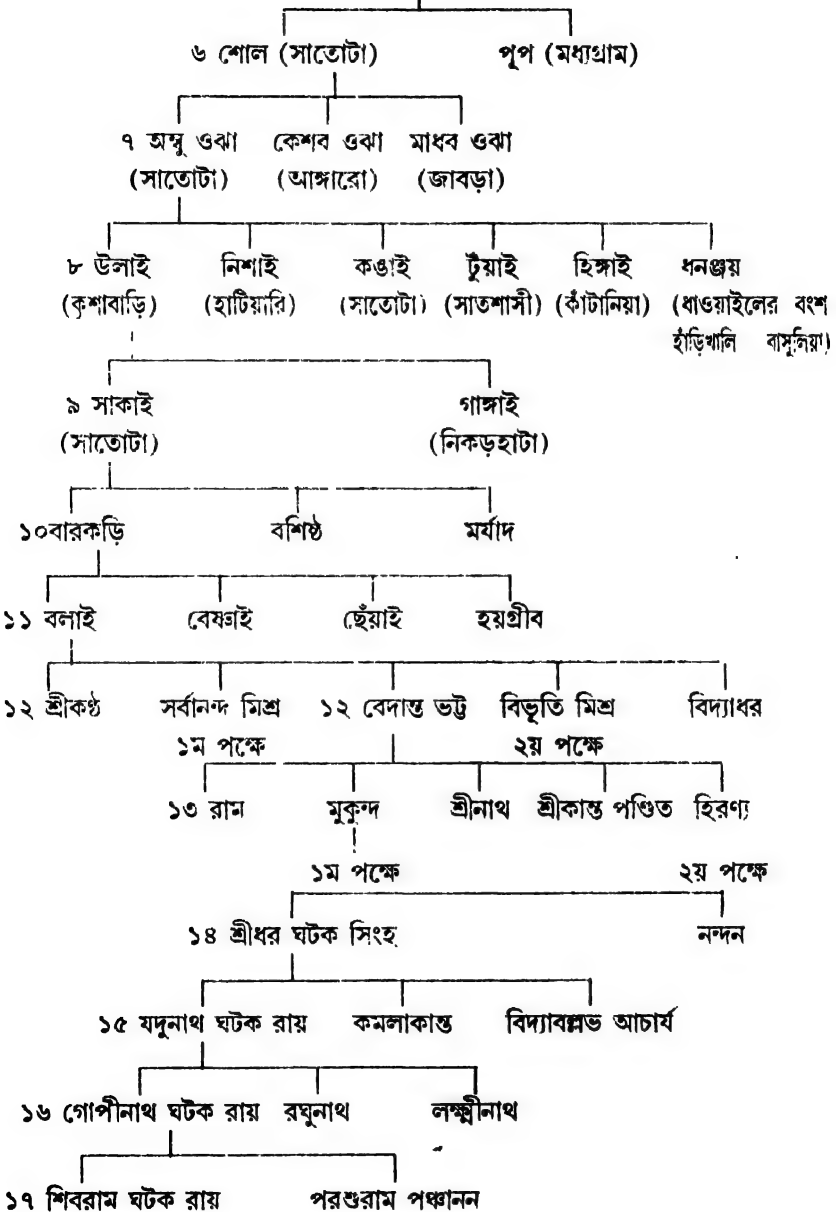 ৬ শোল (সাতোটা) পূপ (মধ্যগ্রাম)
৭ অম্বু ওঝা কেশব ওঝা মাধব ওঝা
(সাতোটা) (আঙ্গারো) (জাবড়া)
৮ উলাই নিশাই কঙাই টুঁয়াই হিঙ্গাই ধনঞ্জয়
(কুশাবাড়ি) (হাটিয়ারি) (সাতোটা) (সাতশাসী) (কাঁটানিয়া) (ধাওয়াইলের বংশ
হাঁড়িখালি বাসুলিয়া)
৯ সাকাই গাঙ্গাই
(সাতোটা) (নিকড়হাটা)
১০বারকড়ি বশিষ্ঠ মর্যাদ
১১ বলাই বেষ্ণাই ছেঁয়াই হয়গ্রীব
১২ শ্রীকণ্ঠ সর্বানন্দ মিশ্র ১২ বেদান্ত ভট্ট বিভূতি মিশ্র বিদ্যাধর
১ম পক্ষে ২য় পক্ষে
১৩ রাম মুকুন্দ শ্রীনাথ শ্রীকান্ত পণ্ডিত হিরণ্য
১ম পক্ষে ২য় পক্ষে
১৪ শ্রীধর ঘটক সিংহ নন্দন
১৫ যদুনাথ ঘটক রায় কমলাকান্ত বিদ্যাবল্লভ আচার্য
১৬ গোপীনাথ ঘটক রায় রঘুনাথ লক্ষ্মীনাথ
১৭ শিবরাম ঘটক রায় পরশুরাম পঞ্চানন